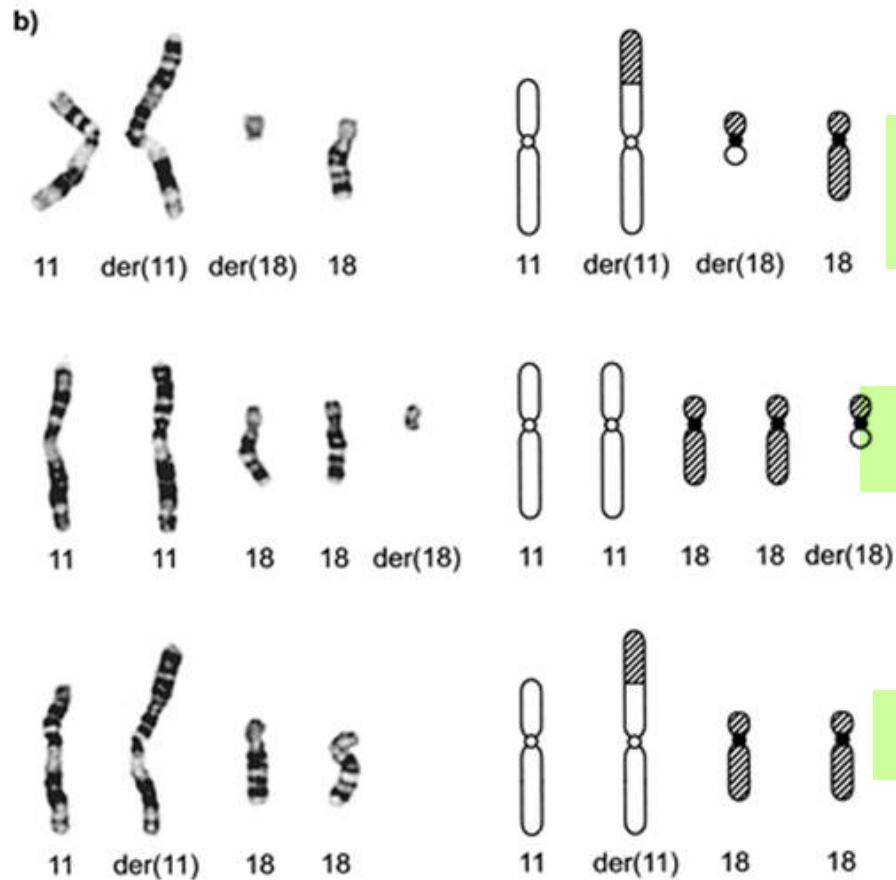 b)
11 der(11) der(18) 18 11 der(11) der(18) 18
11 11 18 18 der(18) 11 11 18 18 der(18)
11 der(11) 18 18 11 der(11) 18 18